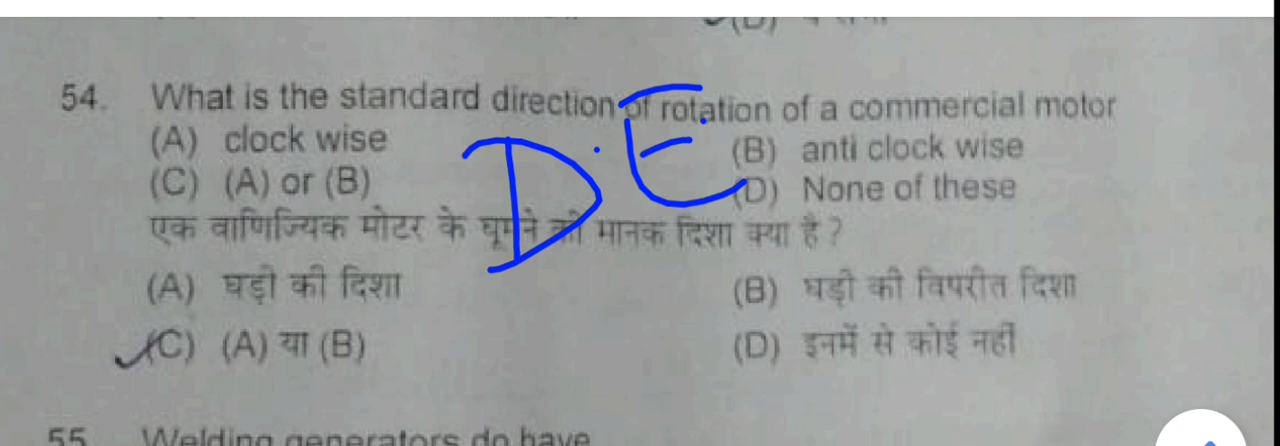 54. What is the standard direction of rotation of a commercial motor
(A) clock wise (B) anti clock wise
(C) (A) or (B) (D) None of these
एक वाणिज्यिक मोटर के घूमने की मानक दिशा क्या है ?
(A) घड़ी की दिशा (B) घड़ी की विपरीत दिशा
(C) (A) या (B) (D) इनमें से कोई नहीं
D.E
55 Welding generators do have